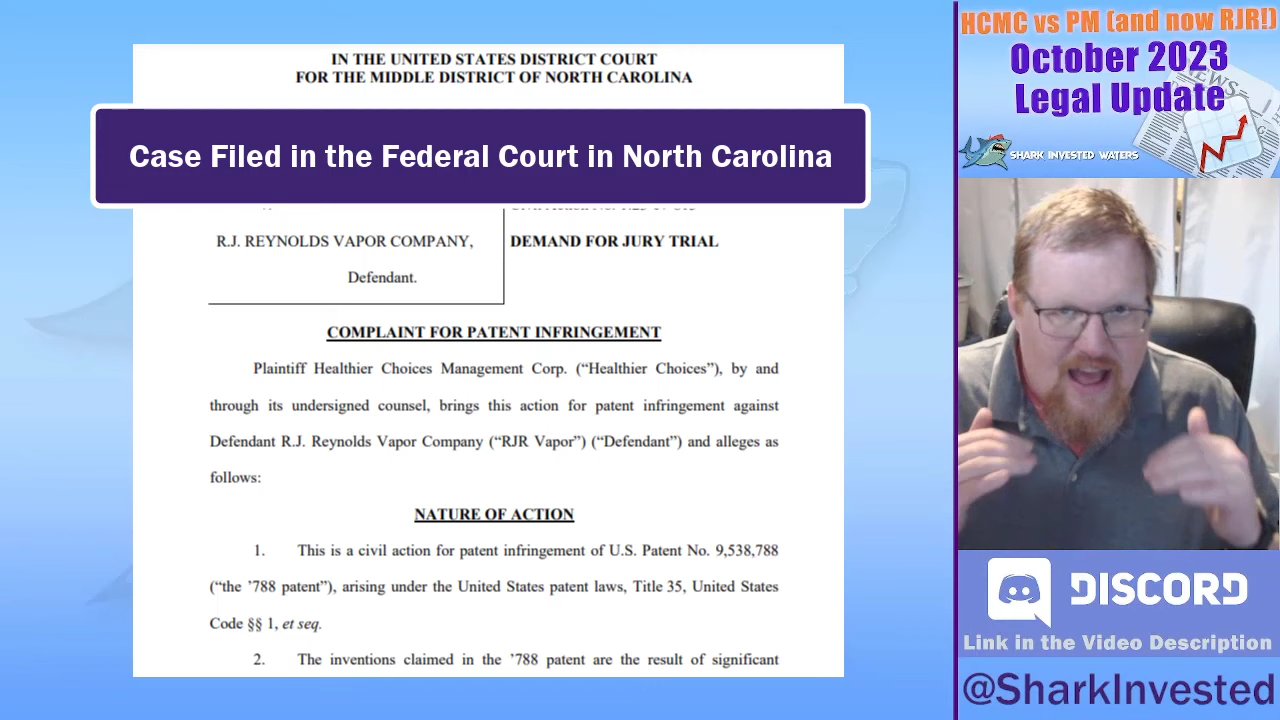 IN THE UNITED STATES DISTRICT COURT
FOR THE MIDDLE DISTRICT OF NORTH CAROLINA
Case Filed in the Federal Court in North Carolina
R.J. REYNOLDS VAPOR COMPANY,
Defendant.
DEMAND FOR JURY TRIAL
COMPLAINT FOR PATENT INFRINGEMENT
Plaintiff Healthier Choices Management Corp. (“Healthier Choices”), by and
through its undersigned counsel, brings this action for patent infringement against
Defendant R.J. Reynolds Vapor Company (“RJR Vapor”) (“Defendant”) and alleges as
follows:
NATURE OF ACTION
1. This is a civil action for patent infringement of U.S. Patent No. 9,538,788
(“the ’788 patent”), arising under the United States patent laws, Title 35, United States
Code §§ 1, et seq.
2. The inventions claimed in the ’788 patent are the result of significant
HCMC vs PM (and now RJR!)
October 2023
Legal Update
NEWS
SHARK INVESTED WATERS
DISCORD
Link in the Video Description
@SharkInvested